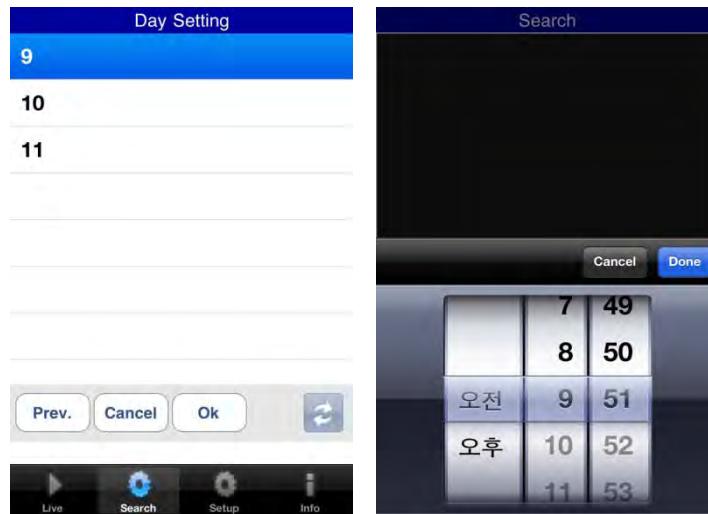 Day Setting
9
10
11
Prev. Cancel Ok
Live Search Setup Info
Search
Cancel Done
7 49
8 50
오전 9 51
오후 10 52
11 53